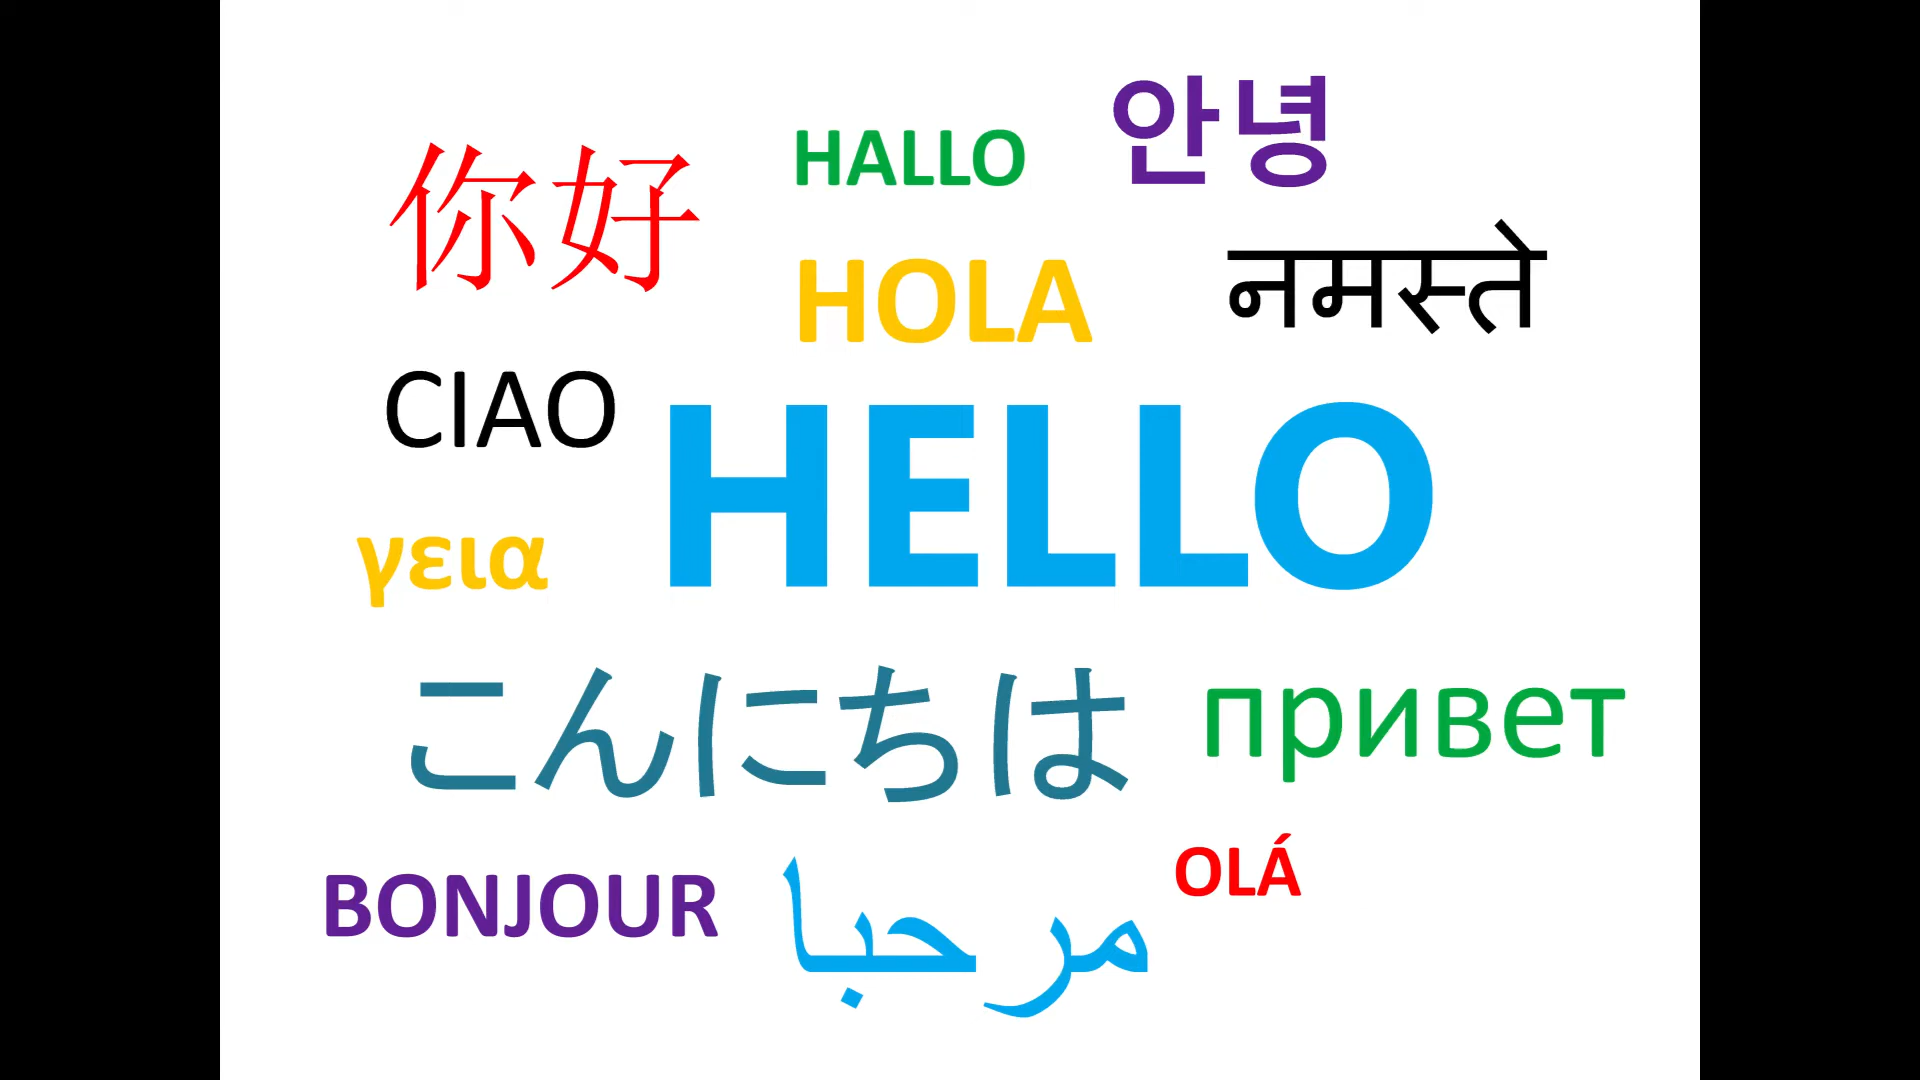 안녕
HALLO
你好
HOLA
नमस्ते
CIAO
HELLO
γεια
こんにちは
привет
OLÁ
BONJOUR
مرحبا